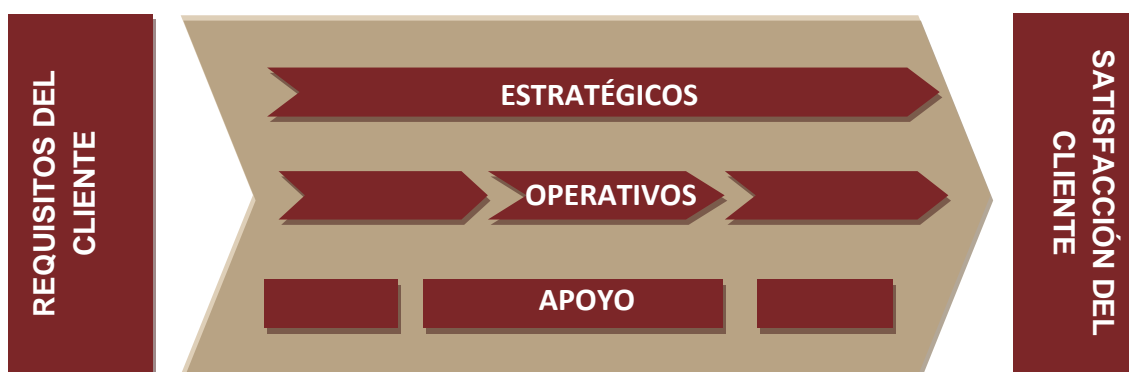 REQUISITOS DEL
CLIENTE
ESTRATÉGICOS
OPERATIVOS
APOYO
SATISFACCIÓN DEL
CLIENTE